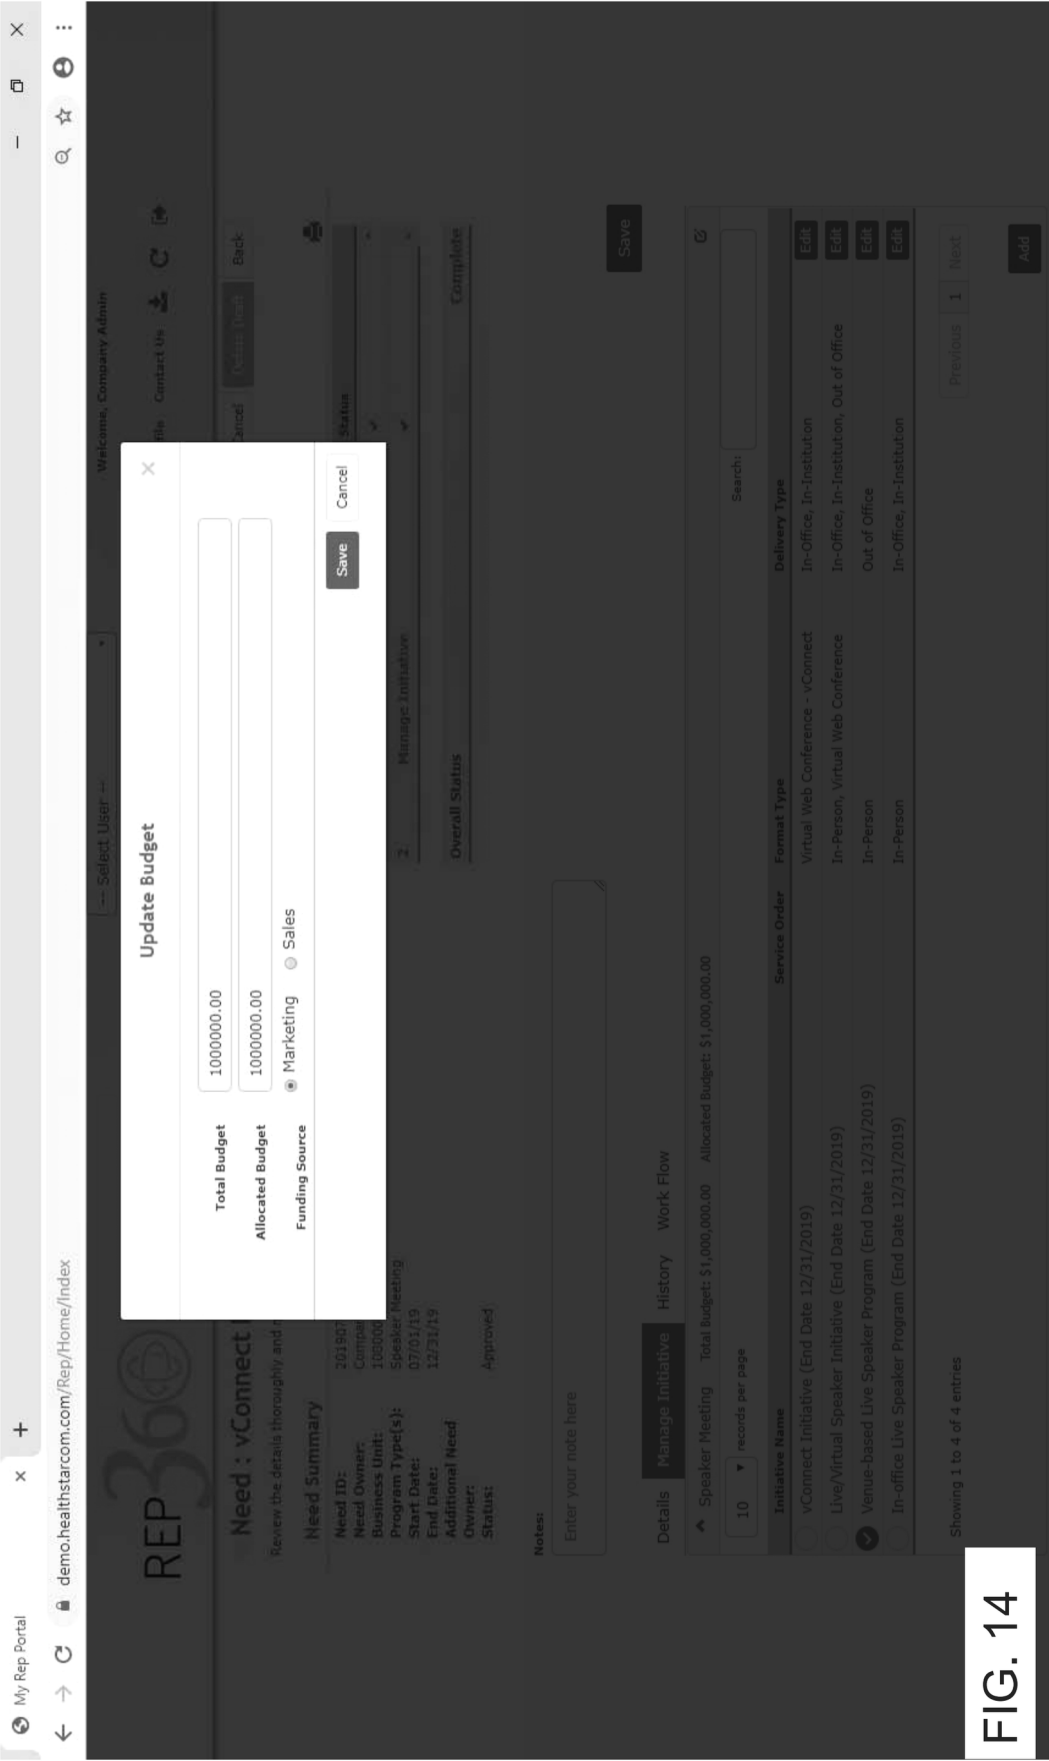 My Rep Portal
demo.healthstarcom.com/Rep/Home/Index
-- Select User --
Welcome, Company Admin
REP 360
file Contact Us
Update Budget
Total Budget 1000000.00
Allocated Budget 1000000.00
Funding Source Marketing Sales
Save Cancel
Need : vConnect
Cancel Delete Draft Back
Review the details thoroughly and
Need Summary
Status
Need ID: 201907
Need Owner: Compan
Business Unit: 100000
Program Type(s): Speaker Meeting
Start Date: 07/01/19
End Date: 12/31/19
Additional Need
Owner:
Status: Approved
2 Manage Initiative
Overall Status Complete
Notes:
Enter your note here
Save
Details Manage Initiative History Work Flow
Speaker Meeting Total Budget: $1,000,000.00 Allocated Budget: $1,000,000.00
10 records per page Search:
Initiative Name Service Order Format Type Delivery Type
vConnect Initiative (End Date 12/31/2019) Virtual Web Conference - vConnect In-Office, In-Institution Edit
Live/Virtual Speaker Initiative (End Date 12/31/2019) In-Person, Virtual Web Conference In-Office, In-Institution, Out of Office Edit
Venue-based Live Speaker Program (End Date 12/31/2019) In-Person Out of Office Edit
In-office Live Speaker Program (End Date 12/31/2019) In-Person In-Office, In-Institution Edit
Showing 1 to 4 of 4 entries Previous 1 Next
Add
FIG. 14